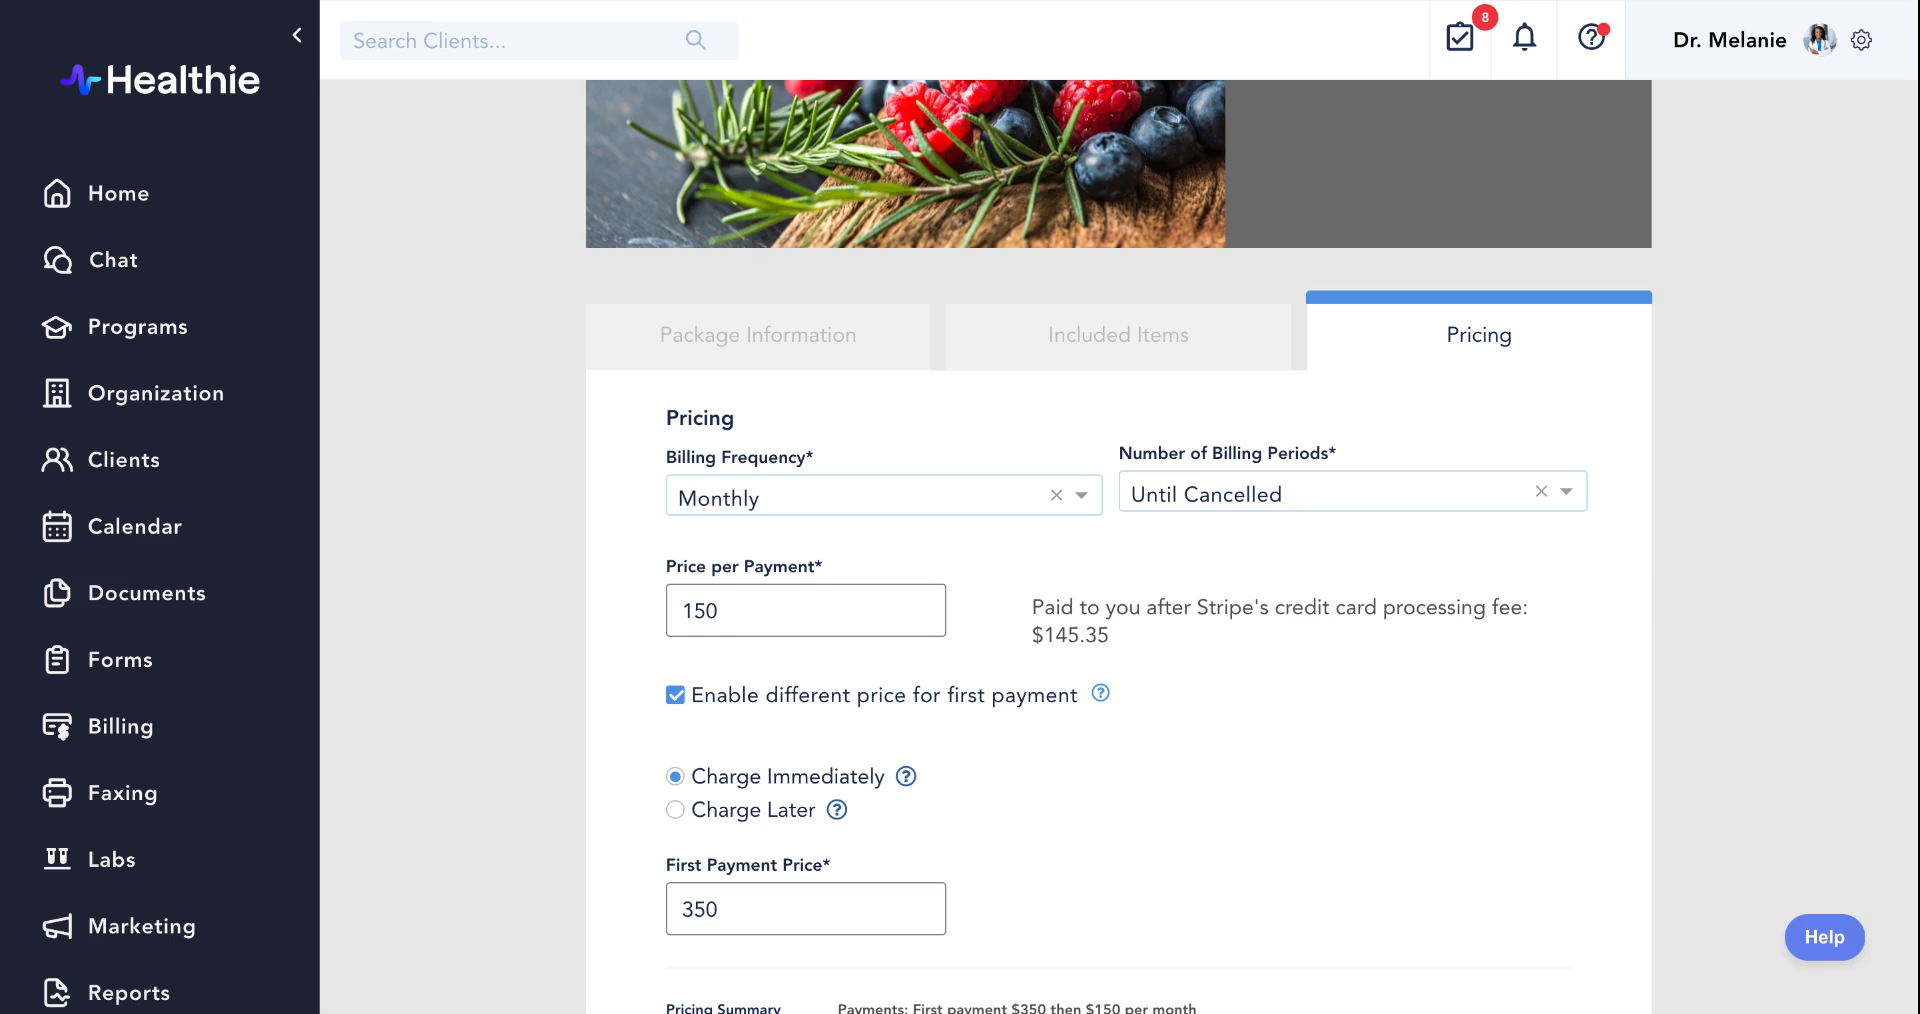 Healthie
Home
Chat
Programs
Organization
Clients
Calendar
Documents
Forms
Billing
Faxing
Labs
Marketing
Reports
Search Clients...
8
Dr. Melanie
Package Information
Included Items
Pricing
Pricing
Billing Frequency*
Number of Billing Periods*
Monthly
Until Cancelled
Price per Payment*
150
Paid to you after Stripe's credit card processing fee:
$145.35
Enable different price for first payment
Charge Immediately
Charge Later
First Payment Price*
350
Pricing Summary
Payments: First payment $350 then $150 per month
Help